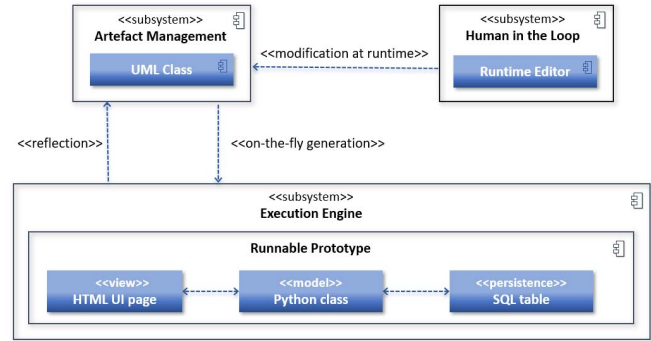 <<subsystem>>
Artefact Management
UML Class
<<modification at runtime>>
<<subsystem>>
Human in the Loop
Runtime Editor
<<reflection>>
<<on-the-fly generation>>
<<subsystem>>
Execution Engine
Runnable Prototype
<<view>>
HTML UI page
<<model>>
Python class
<<persistence>>
SQL table